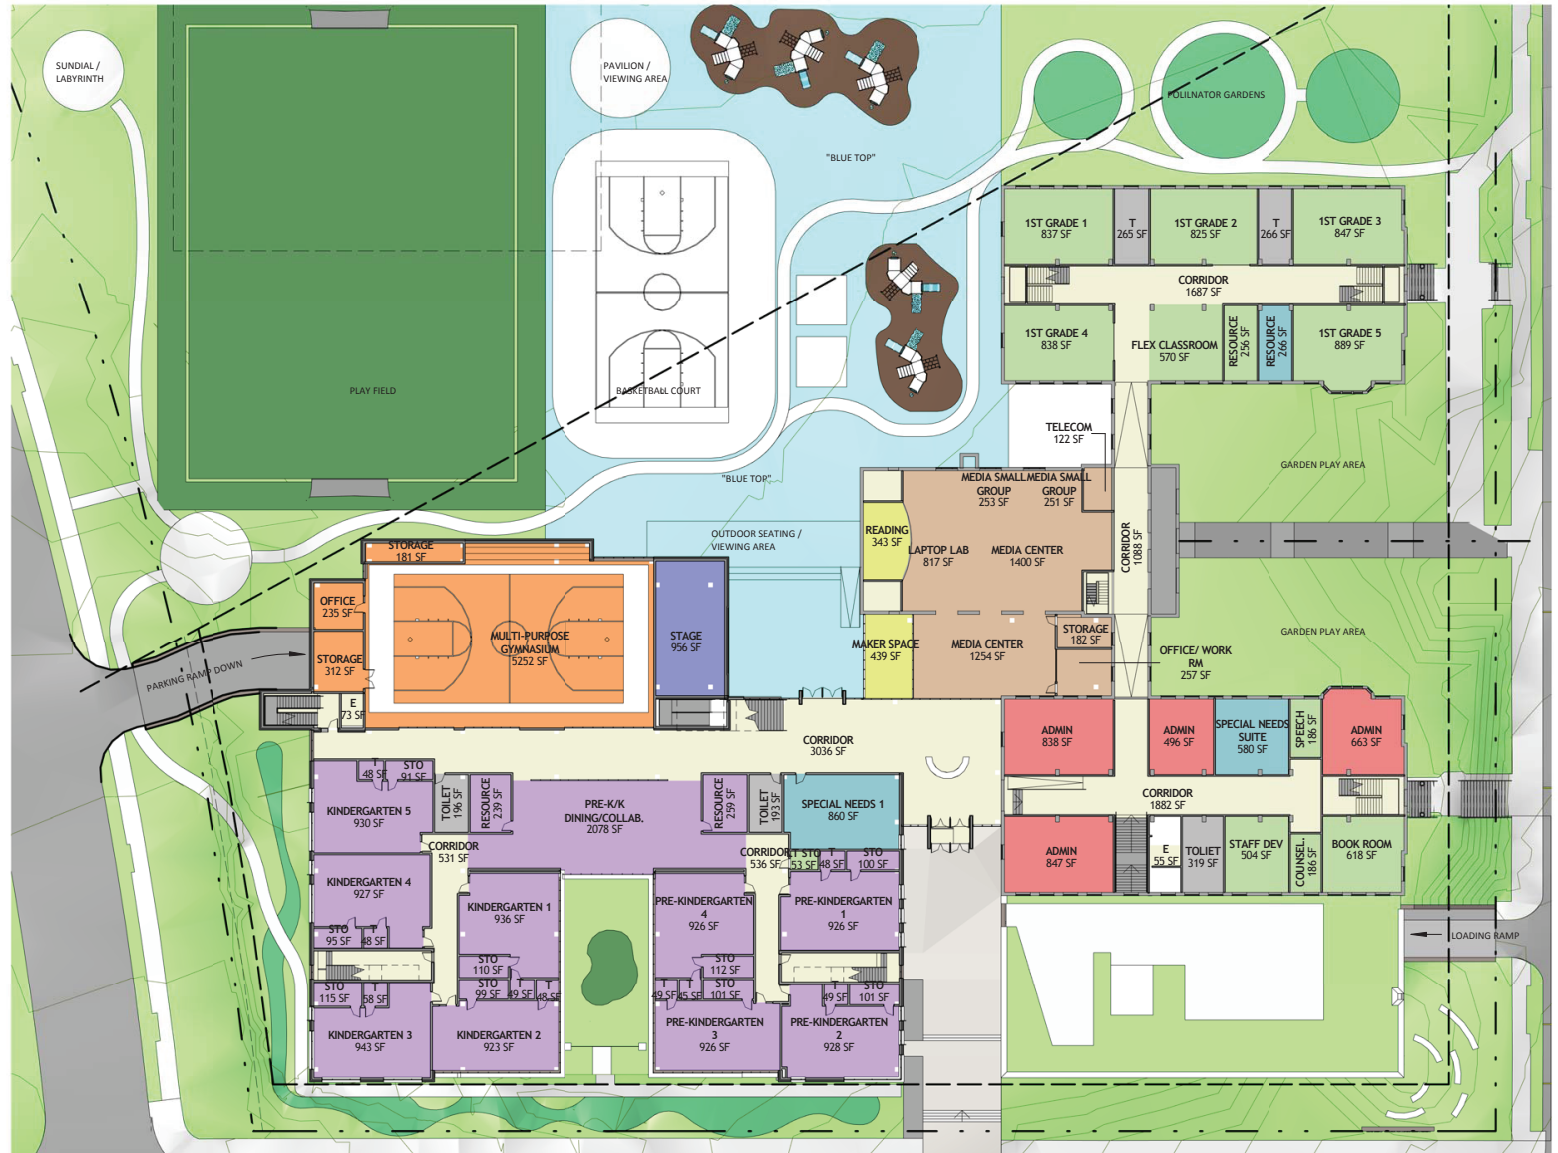 SUNDIAL /
LABYRINTH
PAVILION /
VIEWING AREA
POLILNATOR GARDENS
"BLUE TOP"
1ST GRADE 1
837 SF
T
265 SF
1ST GRADE 2
825 SF
T
266 SF
1ST GRADE 3
847 SF
CORRIDOR
1687 SF
1ST GRADE 4
838 SF
FLEX CLASSROOM
570 SF
RESOURCE
256 SF
RESOURCE
266 SF
1ST GRADE 5
889 SF
PLAY FIELD
BASKETBALL COURT
TELECOM
122 SF
GARDEN PLAY AREA
"BLUE TOP"
MEDIA SMALL
GROUP
253 SF
MEDIA SMALL
GROUP
251 SF
READING
343 SF
LAPTOP LAB
817 SF
MEDIA CENTER
1400 SF
CORRIDOR
1088 SF
OUTDOOR SEATING /
VIEWING AREA
STORAGE
181 SF
OFFICE
235 SF
STORAGE
312 SF
MULTI-PURPOSE
GYMNASIUM
5252 SF
STAGE
956 SF
MAKER SPACE
439 SF
MEDIA CENTER
1254 SF
STORAGE
182 SF
OFFICE/ WORK
RM
257 SF
GARDEN PLAY AREA
PARKING RAMP DOWN
E
73 SF
CORRIDOR
3036 SF
ADMIN
838 SF
ADMIN
496 SF
SPECIAL NEEDS
SUITE
580 SF
SPEECH
186 SF
ADMIN
663 SF
CORRIDOR
1882 SF
T
48 SF
STO
91 SF
KINDERGARTEN 5
930 SF
TOILET
196 SF
RESOURCE
239 SF
PRE-K/K
DINING/COLLAB.
2078 SF
RESOURCE
259 SF
TOILET
193 SF
SPECIAL NEEDS 1
860 SF
CORRIDOR
531 SF
CORRIDOR
536 SF
T STO
53 SF
T
48 SF
STO
100 SF
ADMIN
847 SF
E
55 SF
TOLIET
319 SF
STAFF DEV
504 SF
COUNSEL.
186 SF
BOOK ROOM
618 SF
KINDERGARTEN 4
927 SF
KINDERGARTEN 1
936 SF
PRE-KINDERGARTEN
4
926 SF
PRE-KINDERGARTEN
1
926 SF
STO
95 SF
T
48 SF
STO
110 SF
STO
112 SF
LOADING RAMP
STO
115 SF
T
58 SF
STO
99 SF
T
49 SF
T
48 SF
T
49 SF
T
45 SF
STO
101 SF
T
49 SF
STO
101 SF
KINDERGARTEN 3
943 SF
KINDERGARTEN 2
923 SF
PRE-KINDERGARTEN
3
926 SF
PRE-KINDERGARTEN
2
928 SF